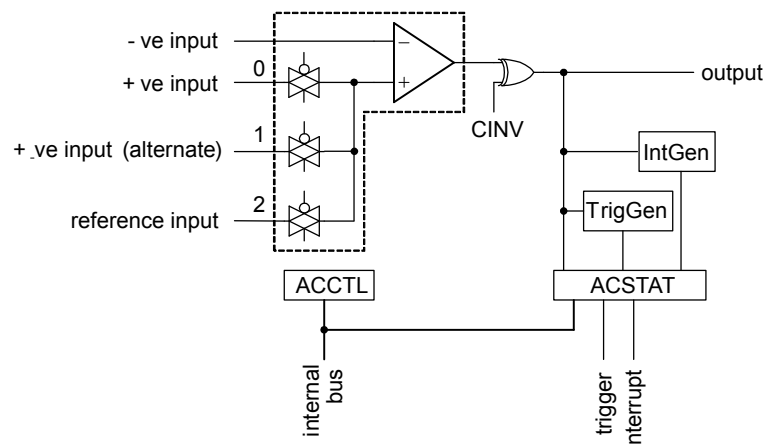 - ve input
−
0
+ ve input
+
output
CINV
1
+ -ve input (alternate)
IntGen
2
reference input
TrigGen
ACCTL
ACSTAT
internal
bus
trigger
nterrupt